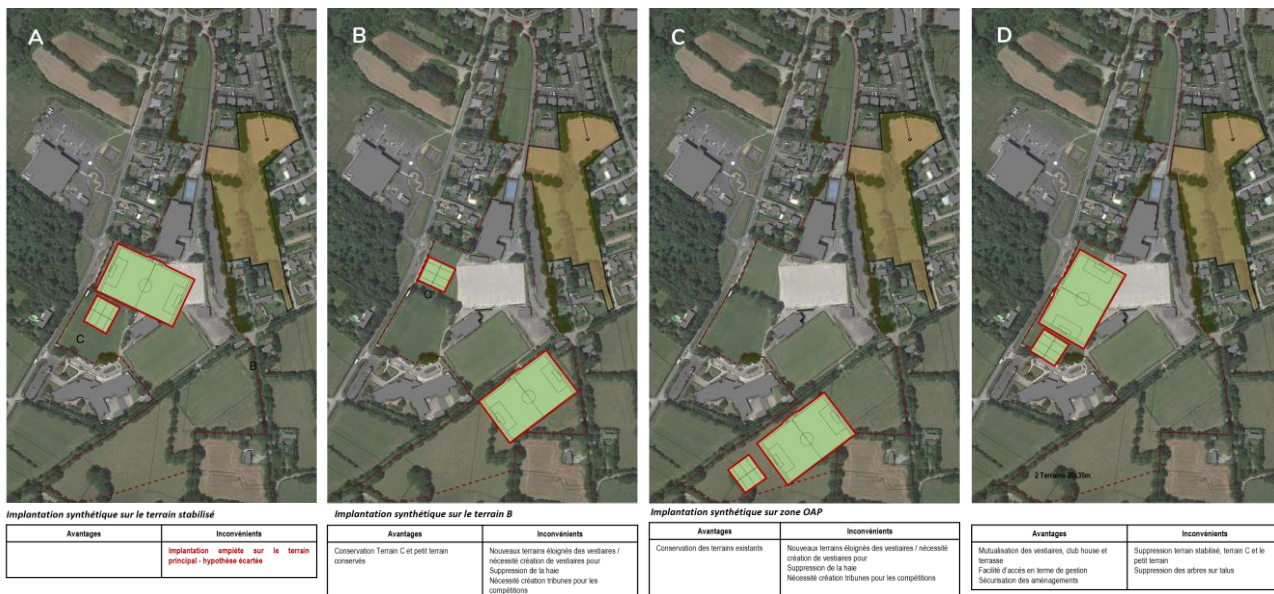 A
B
C
D
C
B
C
2 Terrains 25x35m
Implantation synthétique sur le terrain stabilisé
Avantages
Inconvénients
Implantation empiète sur le terrain
principal - hypothèse écartée
Implantation synthétique sur le terrain B
Avantages
Inconvénients
Conservation Terrain C et petit terrain
conservés
Nouveaux terrains éloignés des vestiaires /
nécessité création de vestiaires pour
Suppression de la haie
Nécessité création tribunes pour les
compétitions
Implantation synthétique sur zone OAP
Avantages
Inconvénients
Conservation des terrains existants
Nouveaux terrains éloignés des vestiaires / nécessité
création de vestiaires pour
Suppression de la haie
Nécessité création tribunes pour les compétitions
Avantages
Inconvénients
Mutualisation des vestiaires, club house et
terrasse
Facilité d'accès en terme de gestion
Sécurisation des aménagements
Suppression terrain stabilisé, terrain C et le
petit terrain
Suppression des arbres sur talus